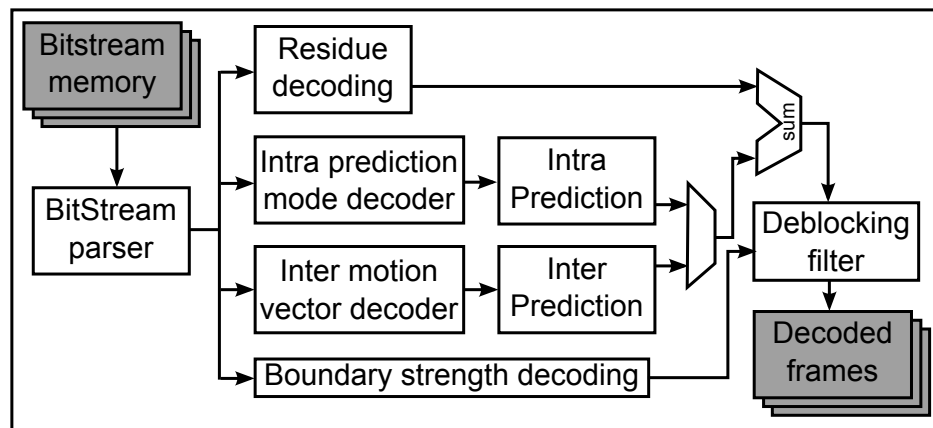 Bitstream
memory
BitStream
parser
Residue
decoding
Intra prediction
mode decoder
Intra
Prediction
Inter motion
vector decoder
Inter
Prediction
Boundary strength decoding
sum
Deblocking
filter
Decoded
frames